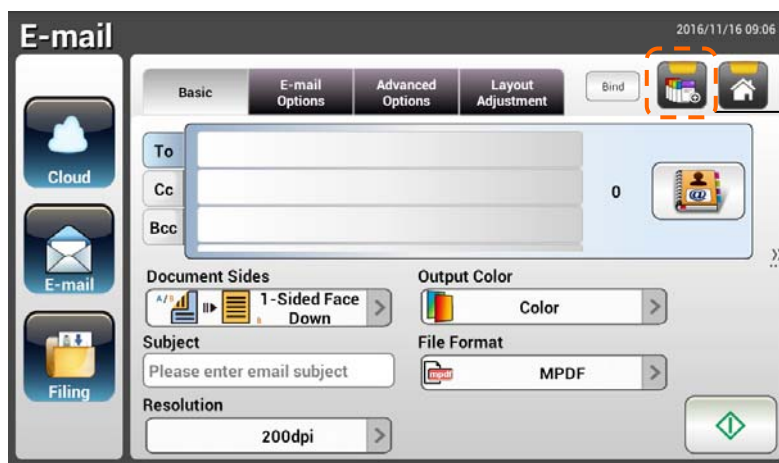 E-mail
2016/11/16 09:06
Basic
E-mail
Options
Advanced
Options
Layout
Adjustment
Bind
Cloud
E-mail
Filing
To
Cc
Bcc
0
@
Document Sides
A/B
1-Sided Face
Down
Output Color
Color
Subject
Please enter email subject
File Format
mpdf
MPDF
Resolution
200dpi